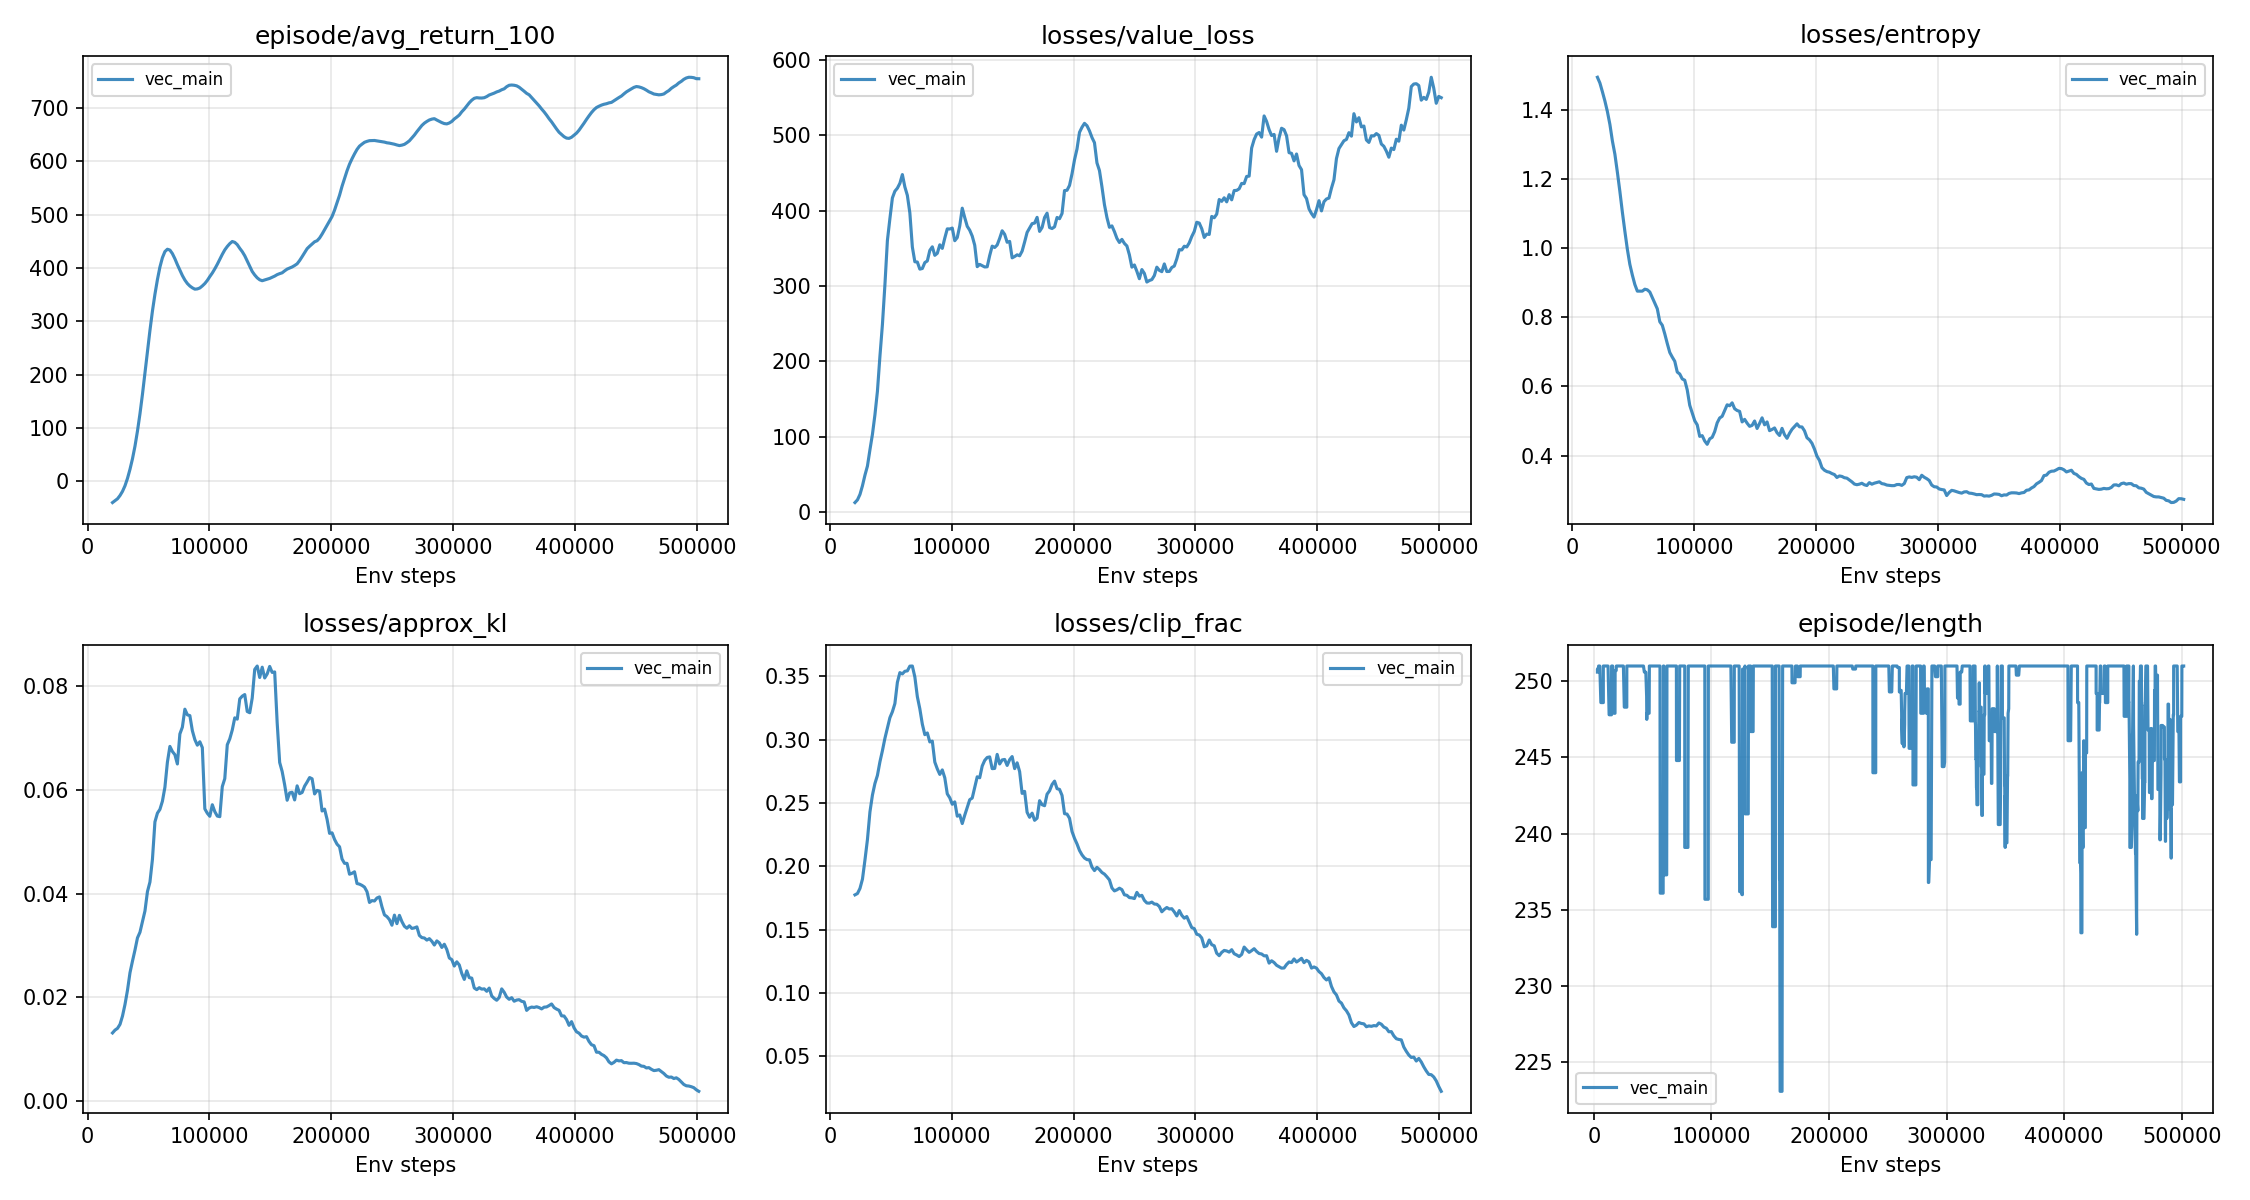 episode/avg_return_100
vec_main
700
600
500
400
300
200
100
0
0 100000 200000 300000 400000 500000
Env steps
losses/value_loss
vec_main
600
500
400
300
200
100
0
0 100000 200000 300000 400000 500000
Env steps
losses/entropy
vec_main
1.4
1.2
1.0
0.8
0.6
0.4
0 100000 200000 300000 400000 500000
Env steps
losses/approx_kl
vec_main
0.08
0.06
0.04
0.02
0.00
0 100000 200000 300000 400000 500000
Env steps
losses/clip_frac
vec_main
0.35
0.30
0.25
0.20
0.15
0.10
0.05
0 100000 200000 300000 400000 500000
Env steps
episode/length
250
245
240
235
230
225
vec_main
0 100000 200000 300000 400000 500000
Env steps